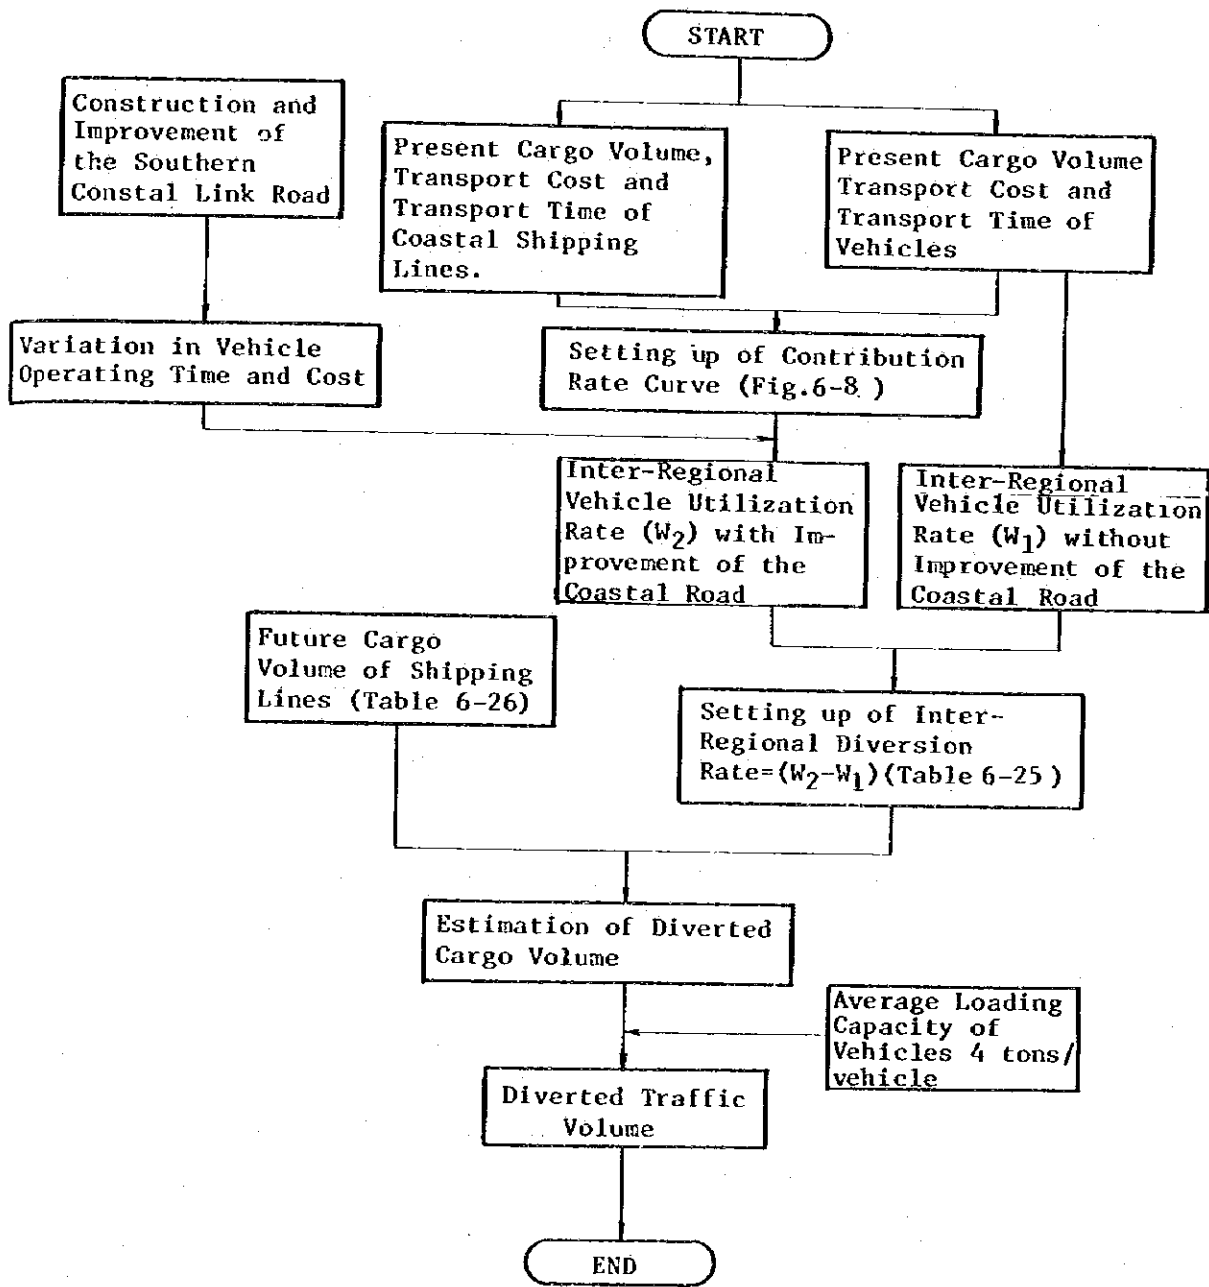 START
Construction and
Improvement of
the Southern
Constal Link Road
Present Cargo Volume,
Transport Cost and
Transport Time of
Coastal Shipping
Lines.
Present Cargo Volume
Transport Cost and
Transport Time of
Vehicles
Variation in Vehicle
Operating Time and Cost
Setting up of Contribution
Rate Curve (Fig.6-8.)
Inter-Regional
Vehicle Utilization
Rate (W2) with Im-
provement of the
Coastal Road
Inter-Regional
Vehicle Utilization
Rate (W1) without
Improvement of the
Coastal Road
Future Cargo
Volume of Shipping
Lines (Table 6-26)
Setting up of Inter-
Regional Diversion
Rate=(W2-W1)(Table 6-25)
Estimation of Diverted
Cargo Volume
Average Loading
Capacity of
Vehicles 4 tons/
vehicle
Diverted Traffic
Volume
END